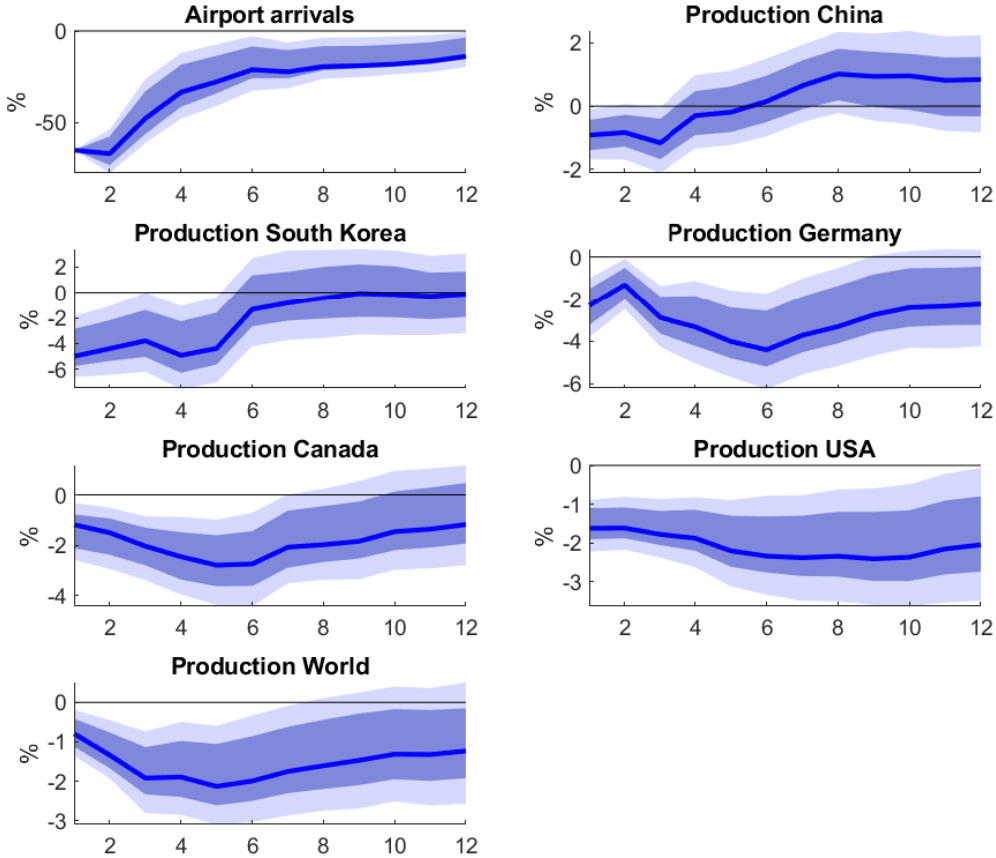 Airport arrivals
0
-50
%
2 4 6 8 10 12
Production China
2
0
-2
%
2 4 6 8 10 12
Production South Korea
2
0
-2
-4
-6
%
2 4 6 8 10 12
Production Germany
0
-2
-4
-6
%
2 4 6 8 10 12
Production Canada
0
-2
-4
%
2 4 6 8 10 12
Production USA
0
-1
-2
-3
%
2 4 6 8 10 12
Production World
0
-1
-2
-3
%
2 4 6 8 10 12